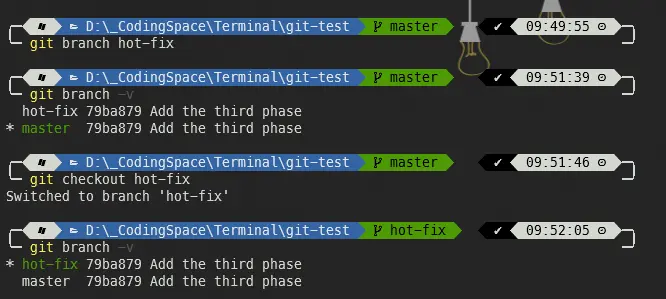 D:\_CodingSpace\Terminal\git-test master ✔ 09:49:55
git branch hot-fix
D:\_CodingSpace\Terminal\git-test master ✔ 09:51:39
git branch -v
hot-fix 79ba879 Add the third phase
* master 79ba879 Add the third phase
D:\_CodingSpace\Terminal\git-test master ✔ 09:51:46
git checkout hot-fix
Switched to branch 'hot-fix'
D:\_CodingSpace\Terminal\git-test hot-fix ✔ 09:52:05
git branch -v
* hot-fix 79ba879 Add the third phase
master 79ba879 Add the third phase